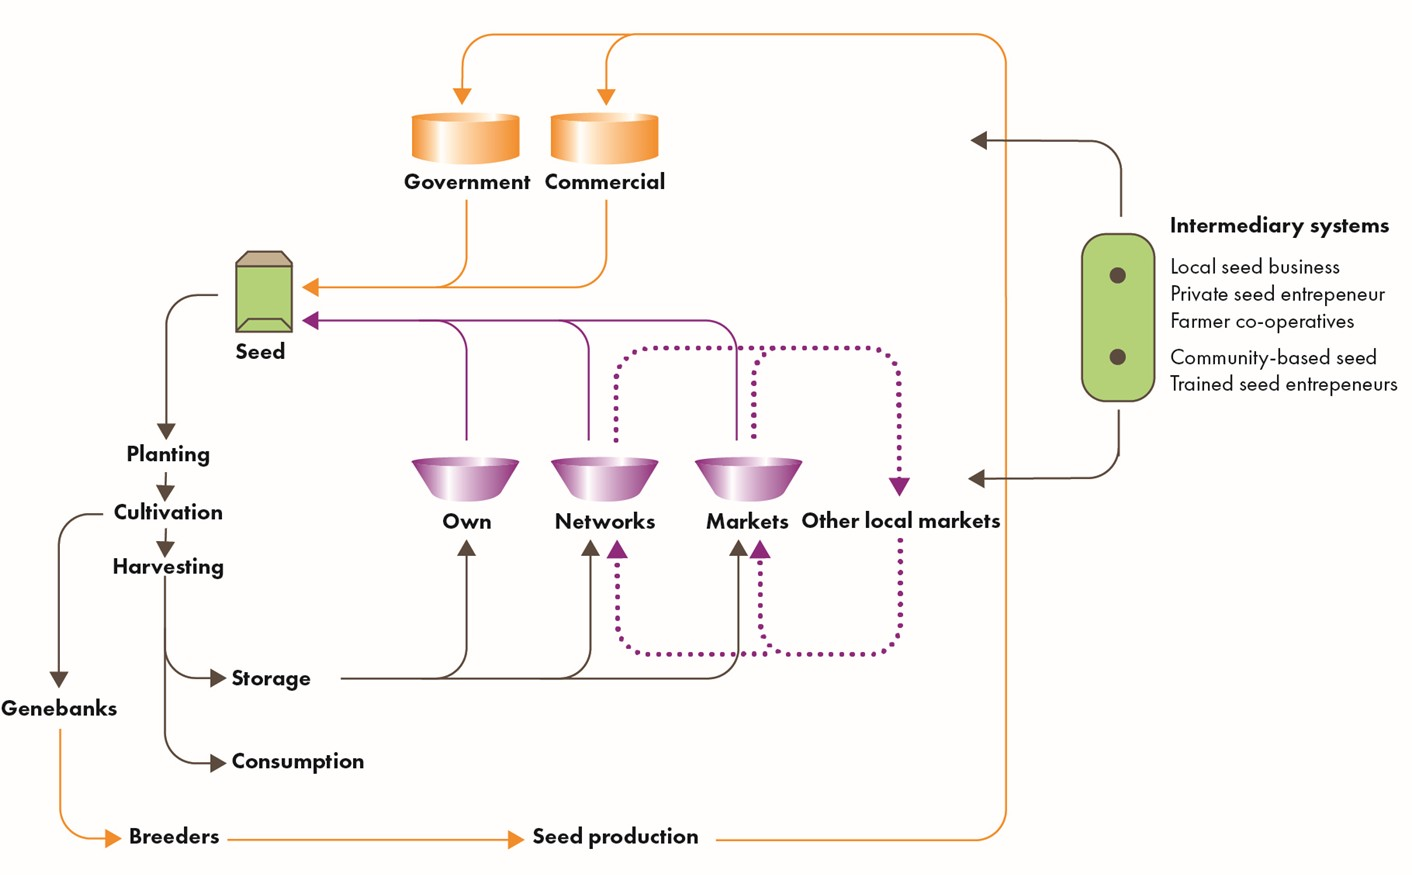 Government
Commercial
Intermediary systems
Local seed business
Private seed entrepeneur
Farmer co-operatives
Community-based seed
Trained seed entrepeneurs
Seed
Planting
Cultivation
Harvesting
Own
Networks
Markets
Other local markets
Storage
Genebanks
Consumption
Breeders
Seed production